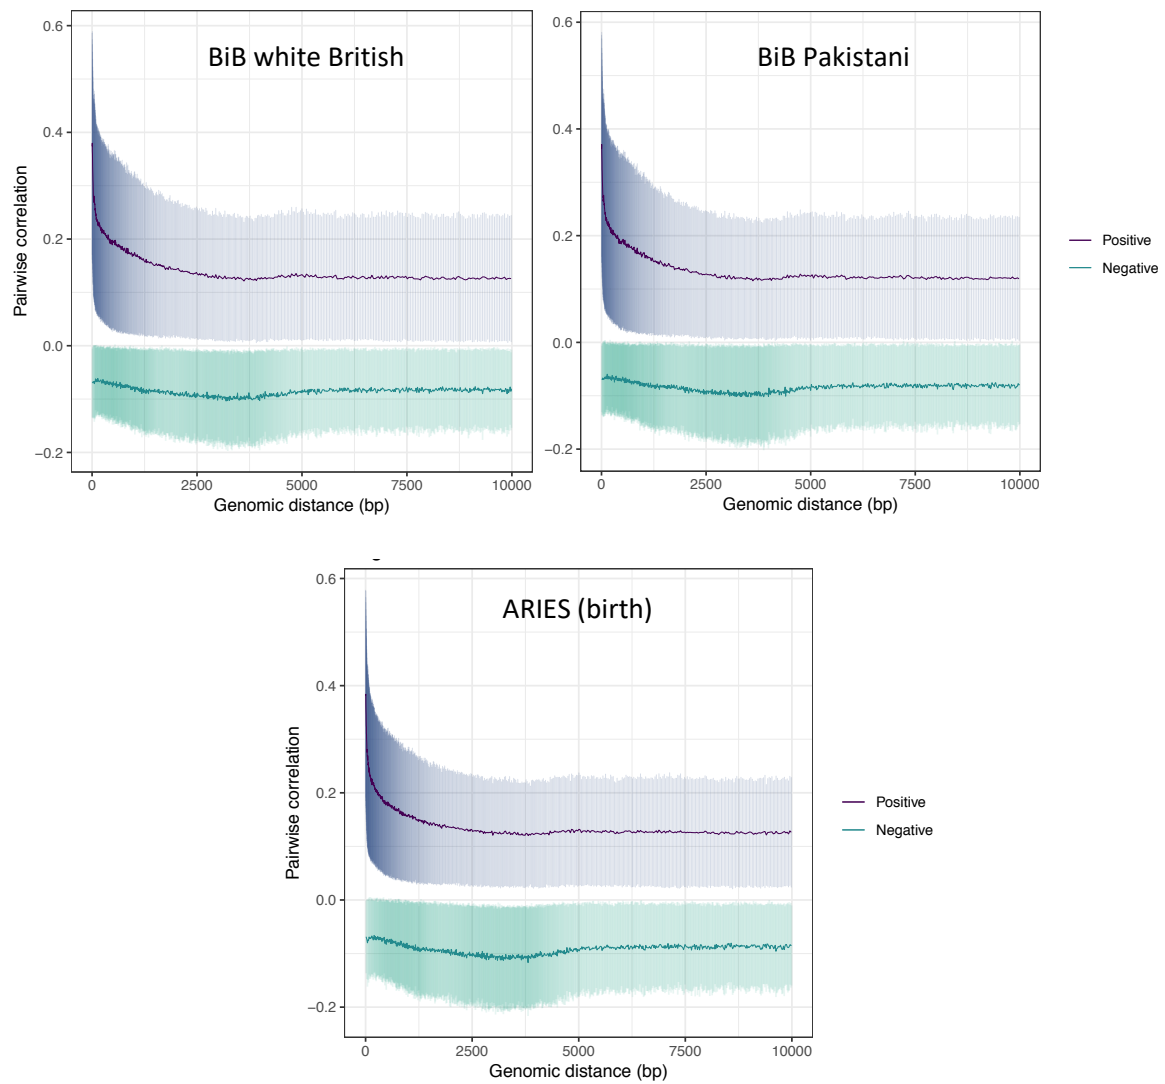 BiB white British
0.6
0.4
0.2
0.0
−0.2
Pairwise correlation
0 2500 5000 7500 10000
Genomic distance (bp)
BiB Pakistani
0.6
0.4
0.2
0.0
−0.2
0 2500 5000 7500 10000
Genomic distance (bp)
Positive
Negative
ARIES (birth)
0.6
0.4
0.2
0.0
−0.2
Pairwise correlation
0 2500 5000 7500 10000
Genomic distance (bp)
Positive
Negative